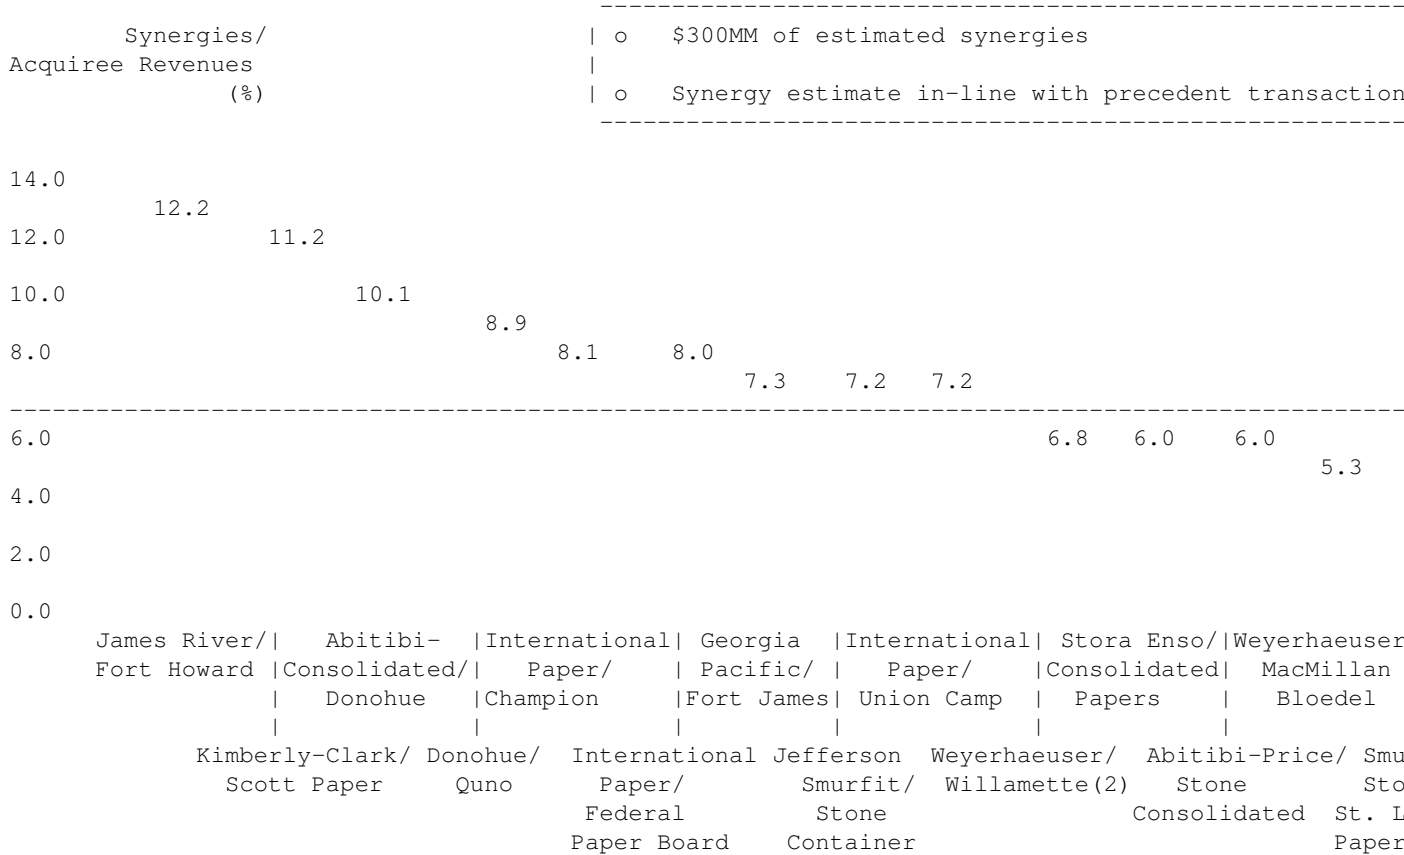 --------------------------------------------------------
Synergies/ | o $300MM of estimated synergies
Acquiree Revenues |
(%) | o Synergy estimate in-line with precedent transaction
--------------------------------------------------------
14.0
12.2
12.0 11.2
10.0 10.1
8.9
8.0 8.1 8.0
7.3 7.2 7.2
--------------------------------------------------------------------------------------------------
6.0 6.8 6.0 6.0
5.3
4.0
2.0
0.0
James River/| Abitibi- |International| Georgia |International| Stora Enso/|Weyerhaeuser
Fort Howard |Consolidated/| Paper/ | Pacific/ | Paper/ |Consolidated| MacMillan
| Donohue |Champion |Fort James| Union Camp | Papers | Bloedel
| | | | | |
Kimberly-Clark/ Donohue/ International Jefferson Weyerhaeuser/ Abitibi-Price/ Smu
Scott Paper Quno Paper/ Smurfit/ Willamette(2) Stone Sto
Federal Stone Consolidated St. L
Paper Board Container Paper